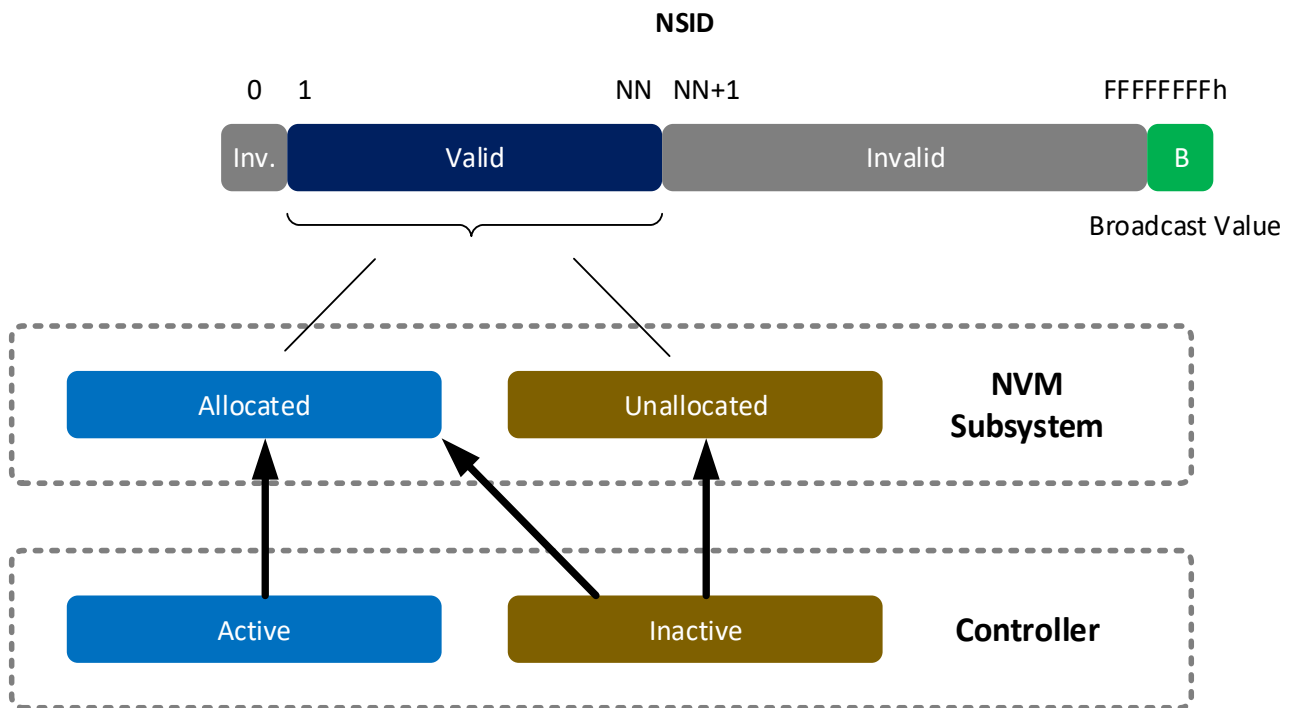 NSID
0 1 NN NN+1 FFFFFFFFh
Inv. Valid Invalid B
Broadcast Value
Allocated Unallocated NVM
Subsystem
Active Inactive Controller